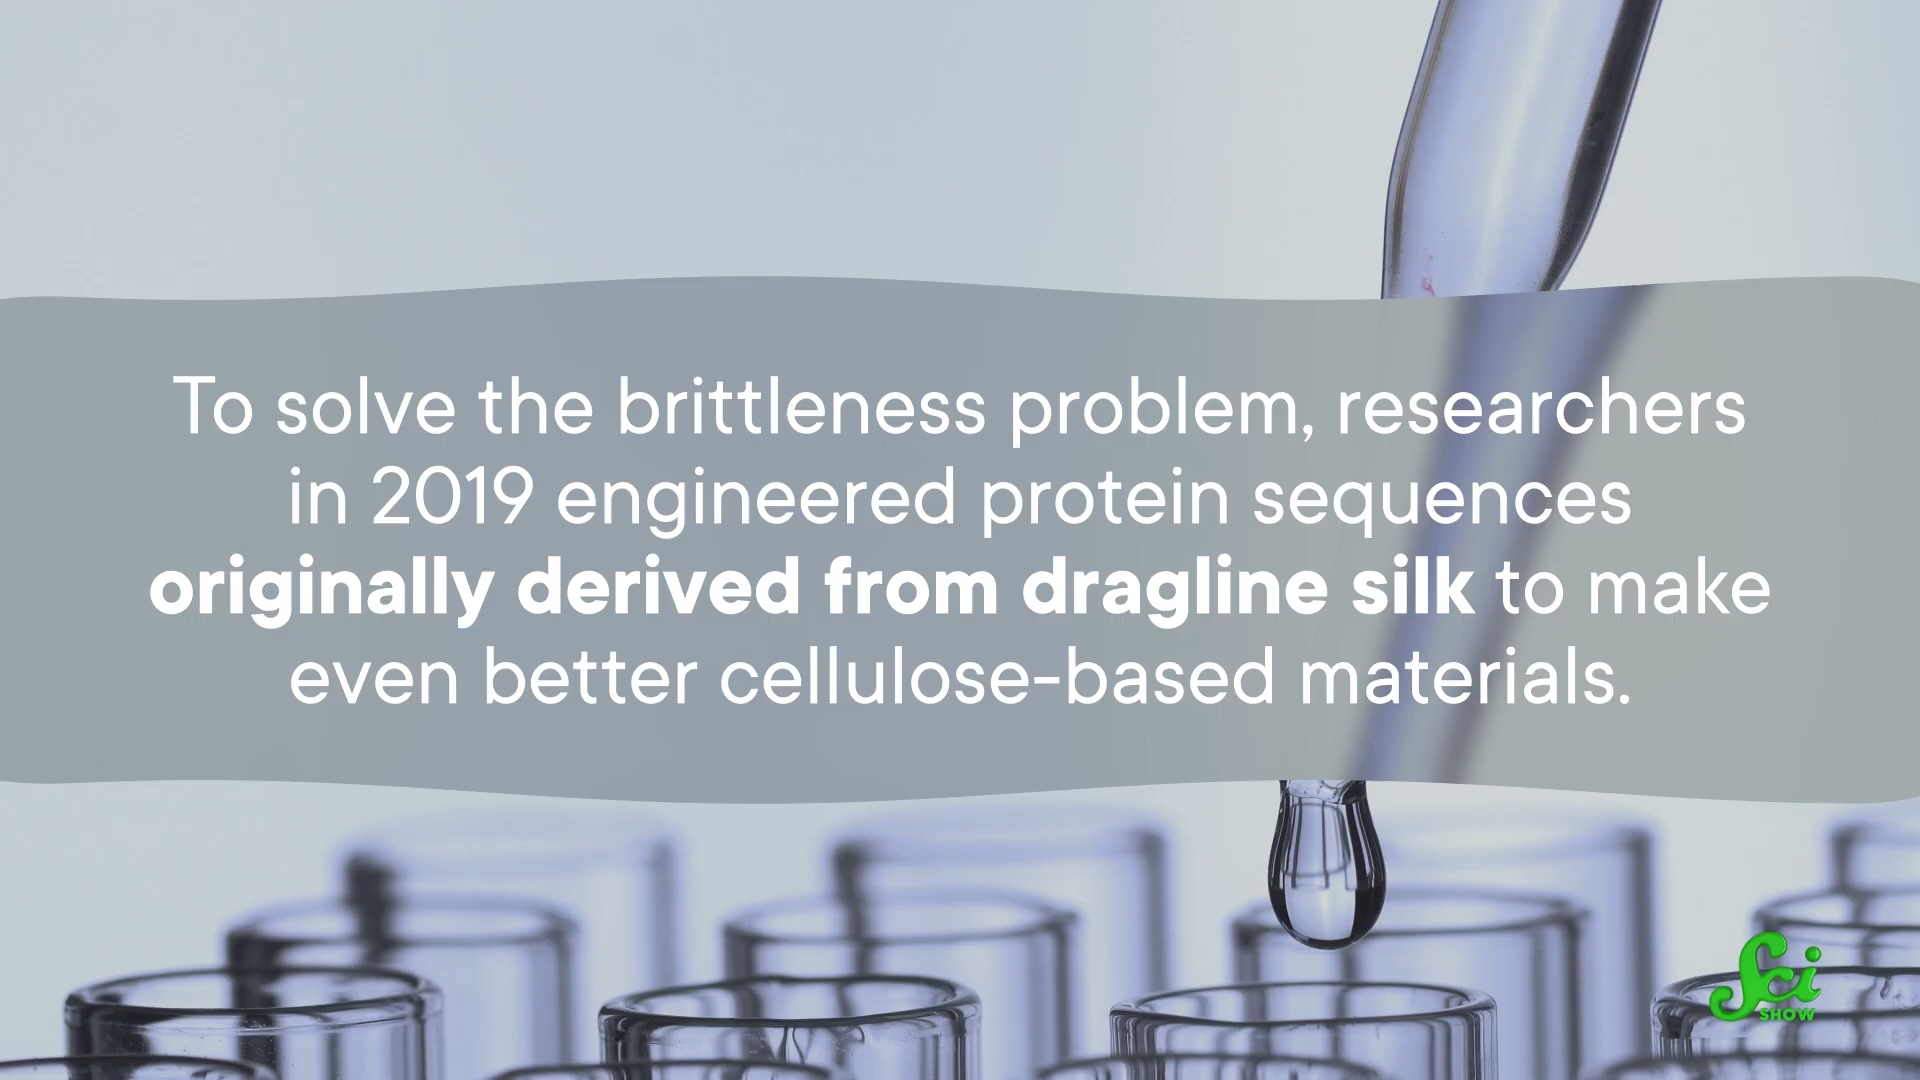 To solve the brittleness problem, researchers
in 2019 engineered protein sequences
originally derived from dragline silk to make
even better cellulose-based materials.
Sci
SHOW